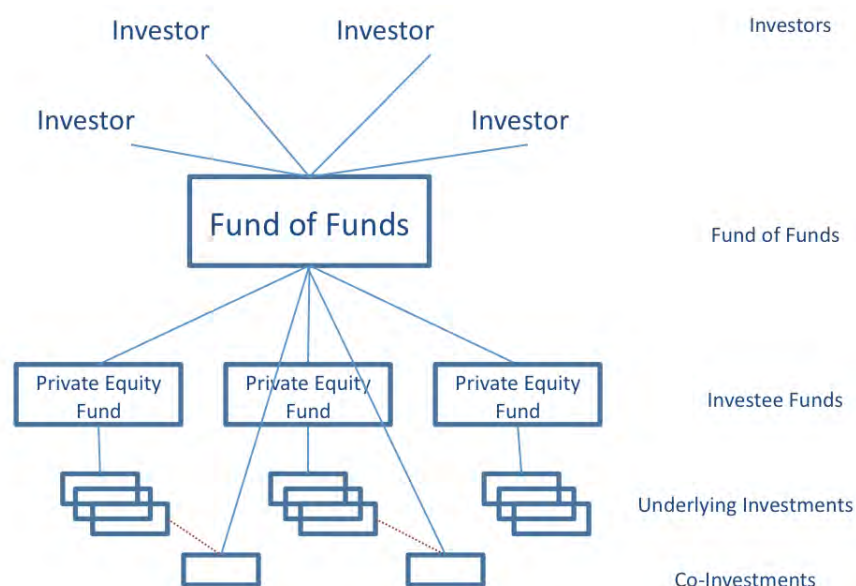 Investor Investor Investors
Investor Investor
Fund of Funds Fund of Funds
Private Equity Private Equity Private Equity
Fund Fund Fund Investee Funds
Underlying Investments
Co-Investments